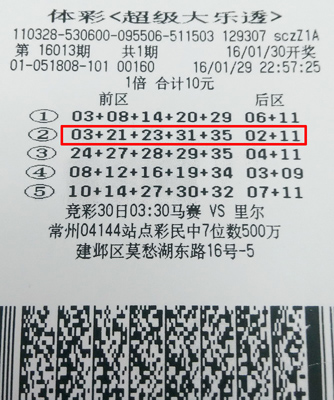 体彩<超级大乐透>
110328-530600-095506-511503 129307 sczZ1A
第 16013期 共1期 16/01/30开奖
01-051808-101 00160 16/01/29 22:57:25
1倍 合计10元
前区 后区
① 03+08+14+20+29 06+11
② 03+21+23+31+35 02+11
③ 24+27+28+29+35 04+11
④ 08+12+16+19+34 03+09
⑤ 10+17+21+30+32 07+11
竞彩30日03:30马赛 VS 里尔
常州04144站点彩民中7位数500万
建邺区莫愁湖东路16号-5